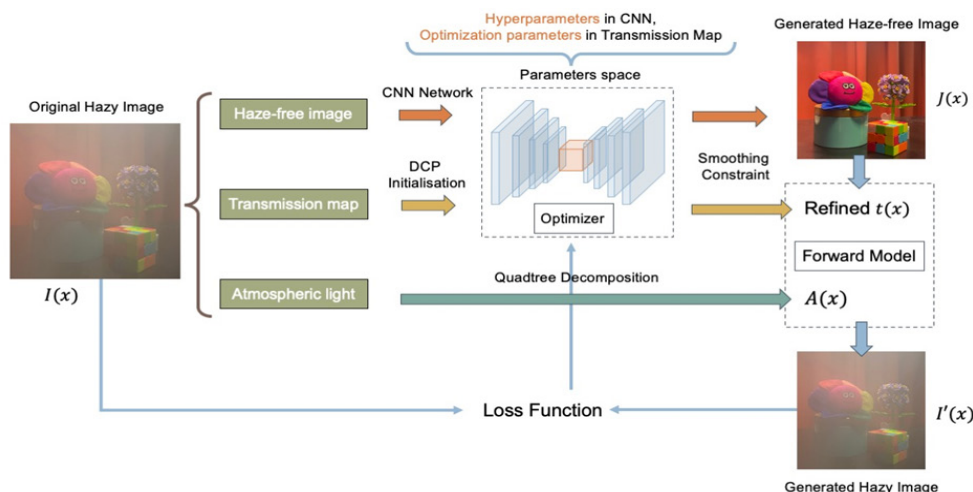 Hyperparameters in CNN,
Optimization parameters in Transmission Map
Generated Haze-free Image
Original Hazy Image
Parameters space
CNN Network
J(x)
Haze-free image
DCP
Initialisation
Smoothing
Constraint
Transmission map
Optimizer
Refined t(x)
Forward Model
Quadtree Decomposition
I(x)
Atmospheric light
A(x)
Loss Function
I'(x)
Generated Hazy Image